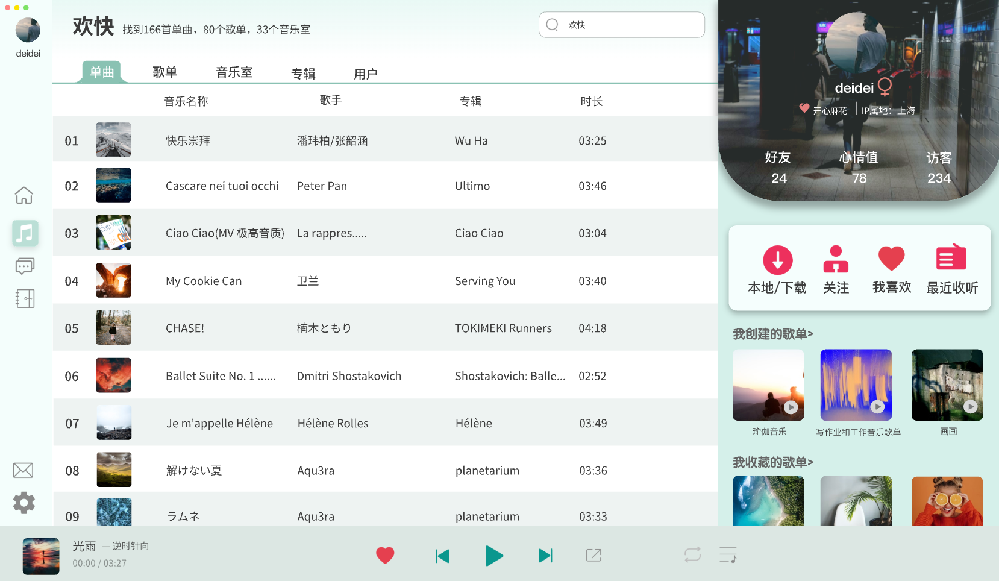 deidei
欢快 找到166首单曲，80个歌单，33个音乐室
欢快
单曲 歌单 音乐室 专辑 用户
音乐名称 歌手 专辑 时长
01 快乐崇拜 潘玮柏/张韶涵 Wu Ha 03:25
02 Cascare nei tuoi occhi Peter Pan Ultimo 03:46
03 Ciao Ciao(MV 极高音质) La rappres..... Ciao Ciao 03:04
04 My Cookie Can 卫兰 Serving You 03:40
05 CHASE! 楠木ともり TOKIMEKI Runners 04:18
06 Ballet Suite No. 1 ...... Dmitri Shostakovich Shostakovich: Balle... 02:52
07 Je m'appelle Hélène Hélène Rolles Hélène 03:49
08 解けない夏 Aqu3ra planetarium 03:36
09 ラムネ Aqu3ra planetarium 03:33
deidei
开心麻花 IP属地：上海
好友 心情值 访客
24 78 234
本地/下载 关注 我喜欢 最近收听
我创建的歌单>
瑜伽音乐 写作业和工作音乐歌单 画画
我收藏的歌单>
光雨 — 逆时针向
00:00 / 03:27